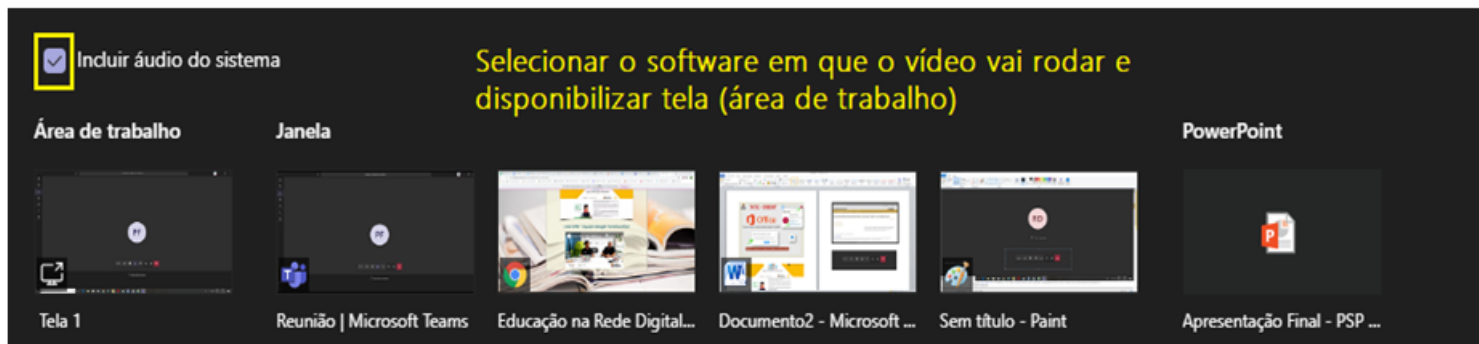 Incluir áudio do sistema
Selecionar o software em que o vídeo vai rodar e
disponibilizar tela (área de trabalho)
Área de trabalho
Janela
PowerPoint
Tela 1
Reunião | Microsoft Teams
Educação na Rede Digital...
Documento2 - Microsoft ...
Sem título - Paint
Apresentação Final - PSP ...